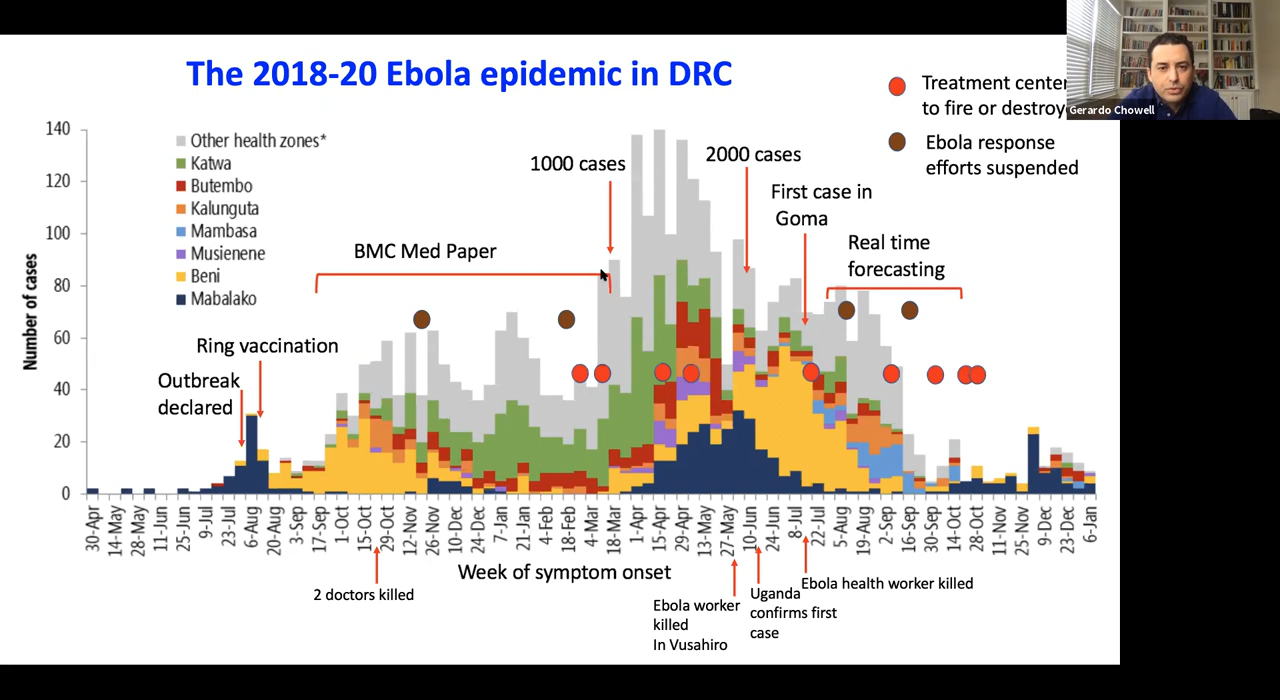 The 2018-20 Ebola epidemic in DRC
Treatment center
to fire or destroy
Ebola response
efforts suspended
Gerardo Chowell
Number of cases
140
120
100
80
60
40
20
0
Other health zones*
Katwa
Butembo
Kalunguta
Mambasa
Musienene
Beni
Mabalako
Outbreak
declared
Ring vaccination
BMC Med Paper
1000 cases
2000 cases
First case in
Goma
Real time
forecasting
30-Apr
14-May
28-May
11-Jun
25-Jun
9-Jul
23-Jul
6-Aug
20-Aug
3-Sep
17-Sep
1-Oct
15-Oct
29-Oct
12-Nov
26-Nov
10-Dec
24-Dec
7-Jan
21-Jan
4-Feb
18-Feb
4-Mar
18-Mar
1-Apr
15-Apr
29-Apr
13-May
27-May
10-Jun
24-Jun
8-Jul
22-Jul
5-Aug
19-Aug
2-Sep
16-Sep
30-Sep
14-Oct
28-Oct
11-Nov
25-Nov
9-Dec
23-Dec
6-Jan
Week of symptom onset
2 doctors killed
Ebola worker
killed
In Vusahiro
Uganda
confirms first
case
Ebola health worker killed